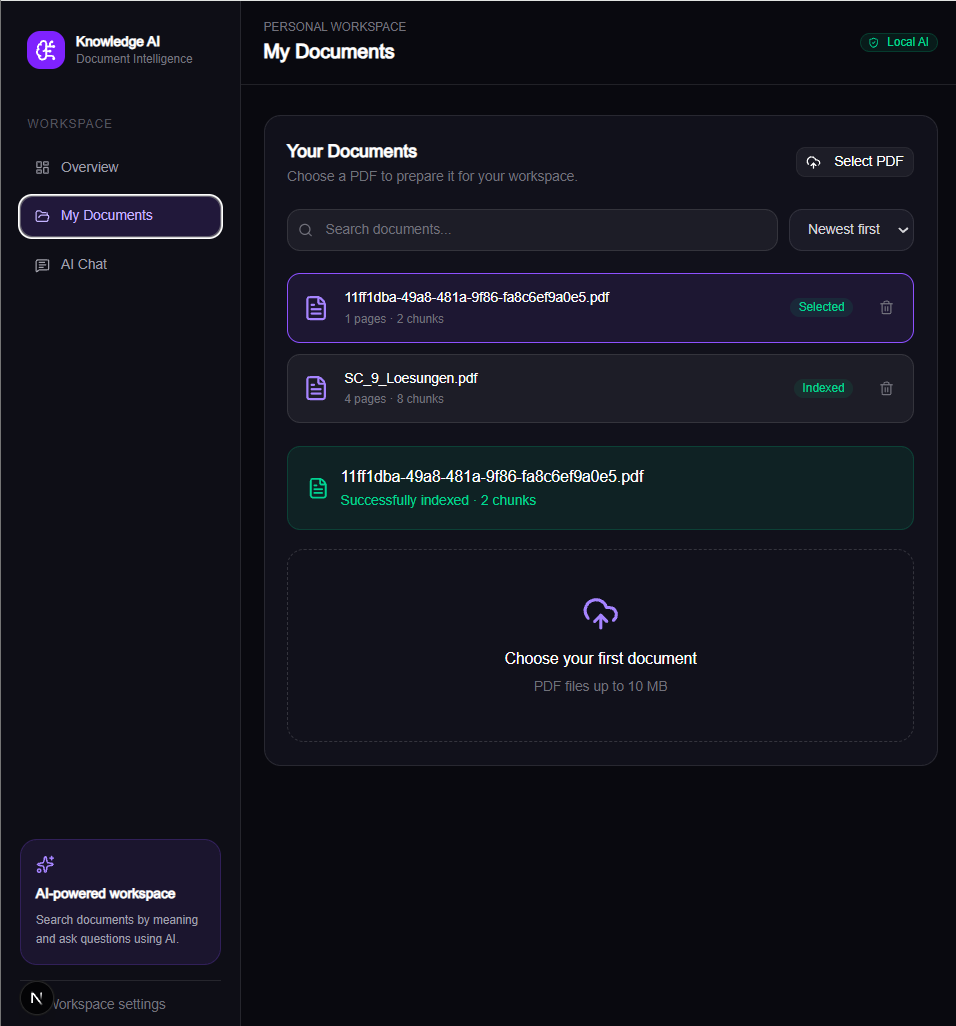 Knowledge AI
Document Intelligence
WORKSPACE
Overview
My Documents
AI Chat
AI-powered workspace
Search documents by meaning
and ask questions using AI.
N
Workspace settings
PERSONAL WORKSPACE
My Documents
Local AI
Your Documents
Choose a PDF to prepare it for your workspace.
Select PDF
Search documents...
Newest first
11ff1dba-49a8-481a-9f86-fa8c6ef9a0e5.pdf
1 pages · 2 chunks
Selected
SC_9_Loesungen.pdf
4 pages · 8 chunks
Indexed
11ff1dba-49a8-481a-9f86-fa8c6ef9a0e5.pdf
Successfully indexed · 2 chunks
Choose your first document
PDF files up to 10 MB